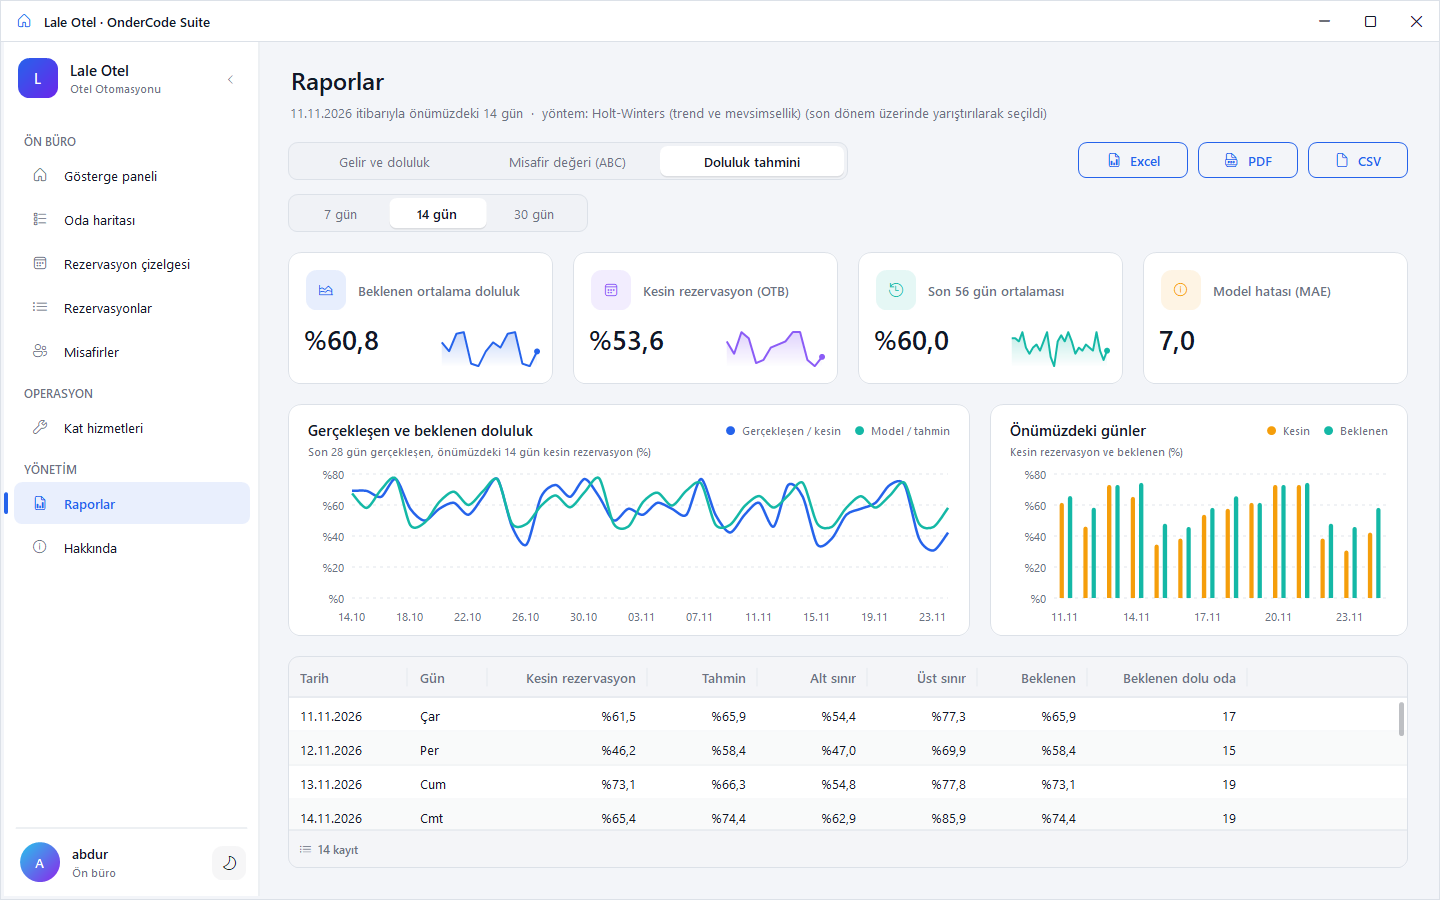 Lale Otel · OnderCode Suite
L
Lale Otel
Otel Otomasyonu
ÖN BÜRO
Gösterge paneli
Oda haritası
Rezervasyon çizelgesi
Rezervasyonlar
Misafirler
OPERASYON
Kat hizmetleri
YÖNETİM
Raporlar
Hakkında
A
abdur
Ön büro
Raporlar
11.11.2026 itibarıyla önümüzdeki 14 gün · yöntem: Holt-Winters (trend ve mevsimsellik) (son dönem üzerinde yarıştırılarak seçildi)
Gelir ve doluluk Misafir değeri (ABC) Doluluk tahmini
Excel PDF CSV
7 gün 14 gün 30 gün
Beklenen ortalama doluluk
%60,8
Kesin rezervasyon (OTB)
%53,6
Son 56 gün ortalaması
%60,0
Model hatası (MAE)
7,0
Gerçekleşen ve beklenen doluluk
Gerçekleşen / kesin Model / tahmin
Son 28 gün gerçekleşen, önümüzdeki 14 gün kesin rezervasyon (%)
%80
%60
%40
%20
%0
14.10 18.10 22.10 26.10 30.10 03.11 07.11 11.11 15.11 19.11 23.11
Önümüzdeki günler
Kesin Beklenen
Kesin rezervasyon ve beklenen (%)
%80
%60
%40
%20
%0
11.11 14.11 17.11 20.11 23.11
Tarih Gün Kesin rezervasyon Tahmin Alt sınır Üst sınır Beklenen Beklenen dolu oda
11.11.2026 Çar %61,5 %65,9 %54,4 %77,3 %65,9 17
12.11.2026 Per %46,2 %58,4 %47,0 %69,9 %58,4 15
13.11.2026 Cum %73,1 %66,3 %54,8 %77,8 %73,1 19
14.11.2026 Cmt %65,4 %74,4 %62,9 %85,9 %74,4 19
14 kayıt